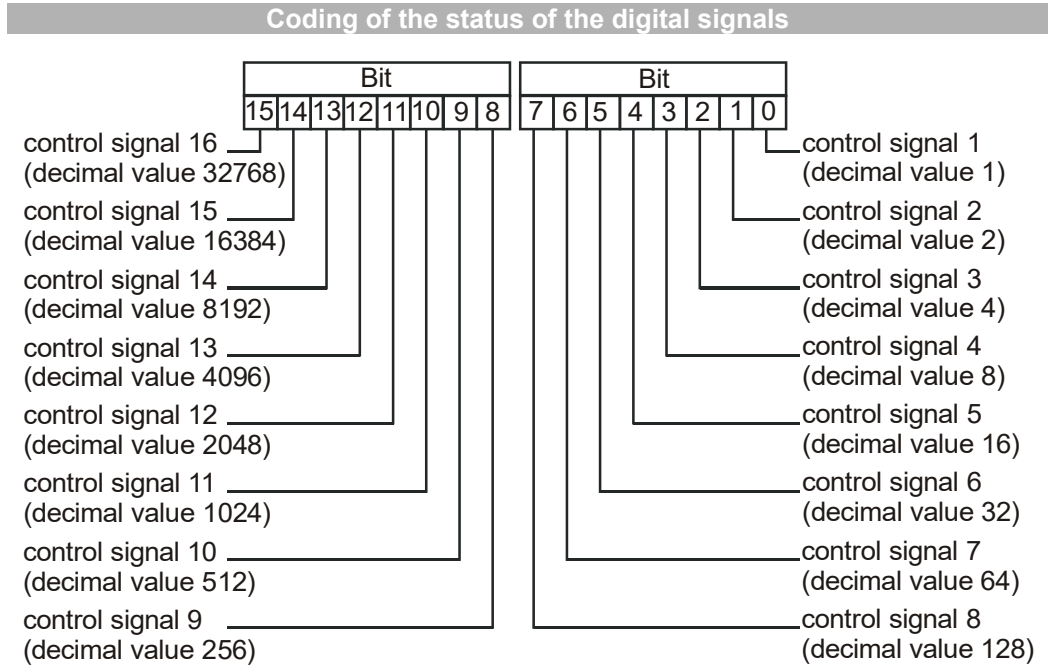 Coding of the status of the digital signals
Bit Bit
15 14 13 12 11 10 9 8 7 6 5 4 3 2 1 0
control signal 16
(decimal value 32768)
control signal 15
(decimal value 16384)
control signal 14
(decimal value 8192)
control signal 13
(decimal value 4096)
control signal 12
(decimal value 2048)
control signal 11
(decimal value 1024)
control signal 10
(decimal value 512)
control signal 9
(decimal value 256)
control signal 1
(decimal value 1)
control signal 2
(decimal value 2)
control signal 3
(decimal value 4)
control signal 4
(decimal value 8)
control signal 5
(decimal value 16)
control signal 6
(decimal value 32)
control signal 7
(decimal value 64)
control signal 8
(decimal value 128)